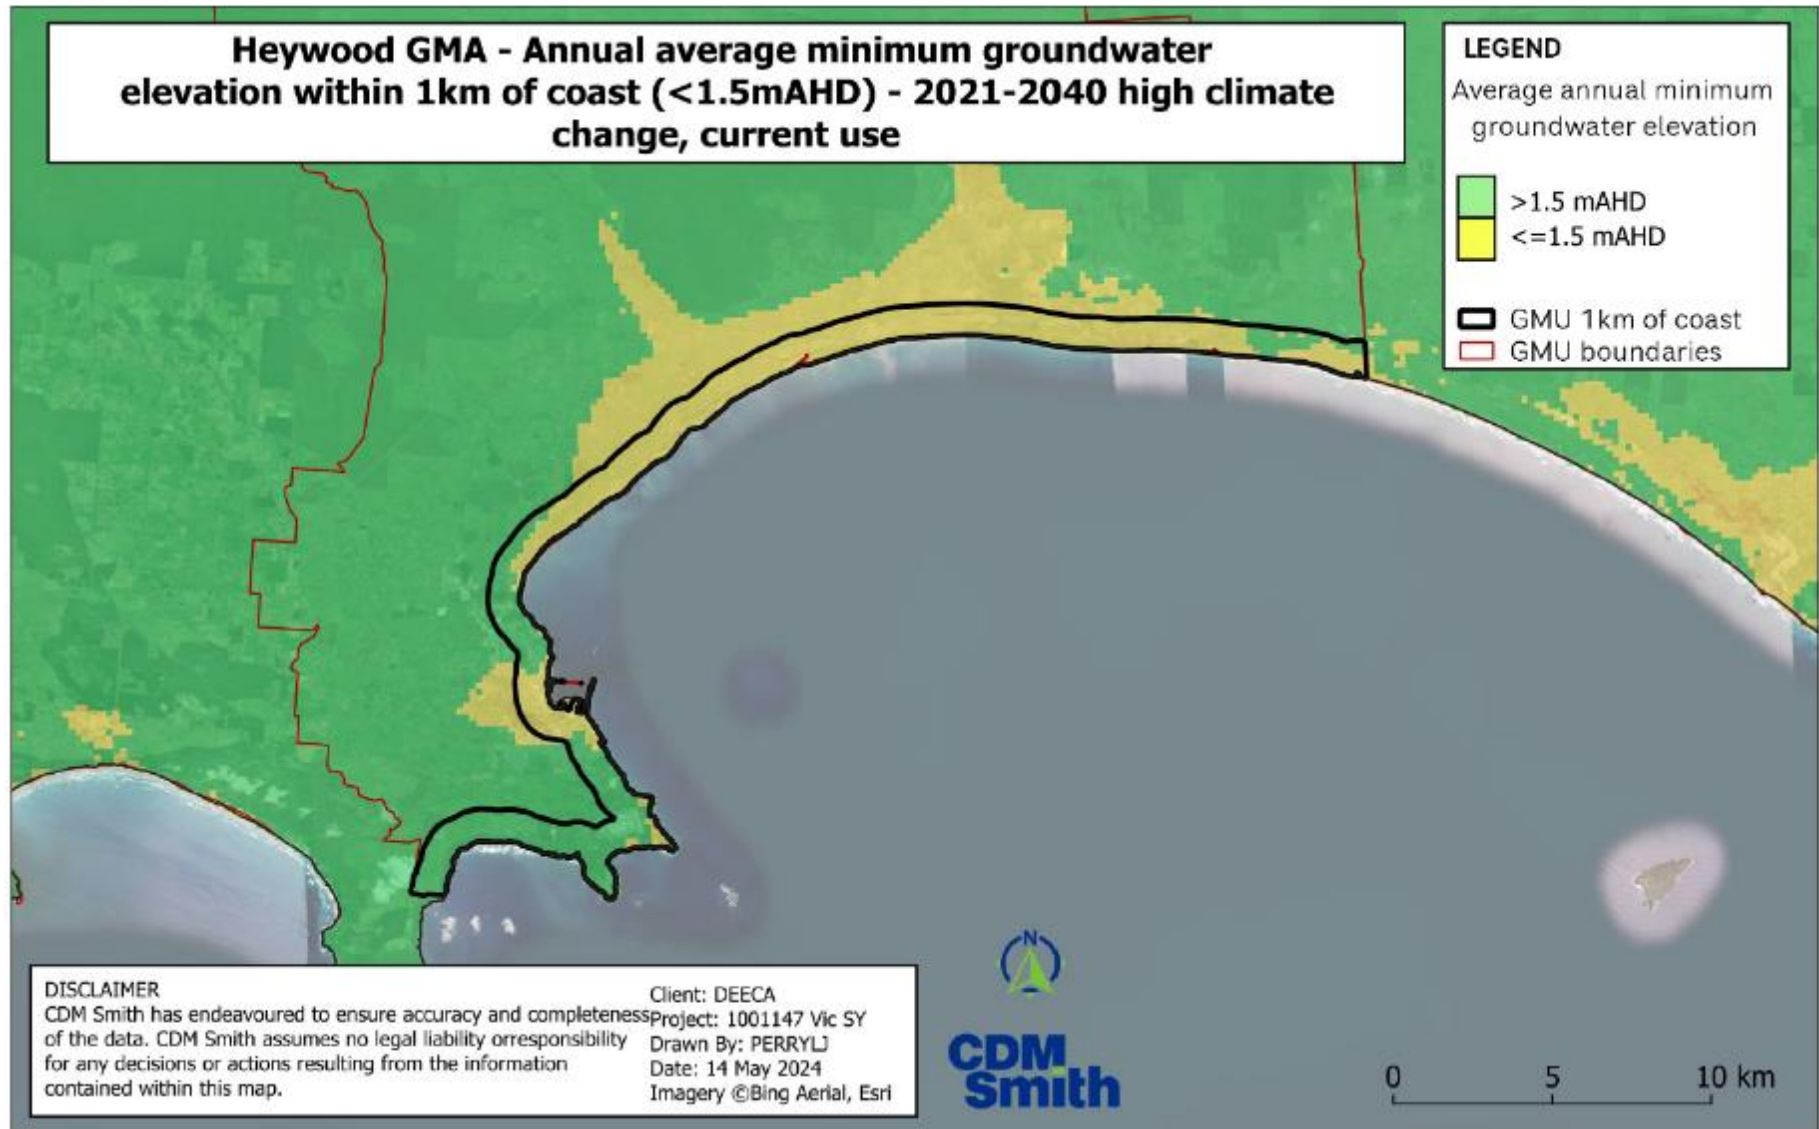 Heywood GMA - Annual average minimum groundwater
elevation within 1km of coast (<1.5mAHD) - 2021-2040 high climate
change, current use
LEGEND
Average annual minimum
groundwater elevation
>1.5 mAHD
<=1.5 mAHD
GMU 1km of coast
GMU boundaries
DISCLAIMER
CDM Smith has endeavoured to ensure accuracy and completeness
of the data. CDM Smith assumes no legal liability orresponsibility
for any decisions or actions resulting from the information
contained within this map.
Client: DEECA
Project: 1001147 Vic SY
Drawn By: PERRYLJ
Date: 14 May 2024
Imagery ©Bing Aerial, Esri
N
CDM
Smith
0 5 10 km